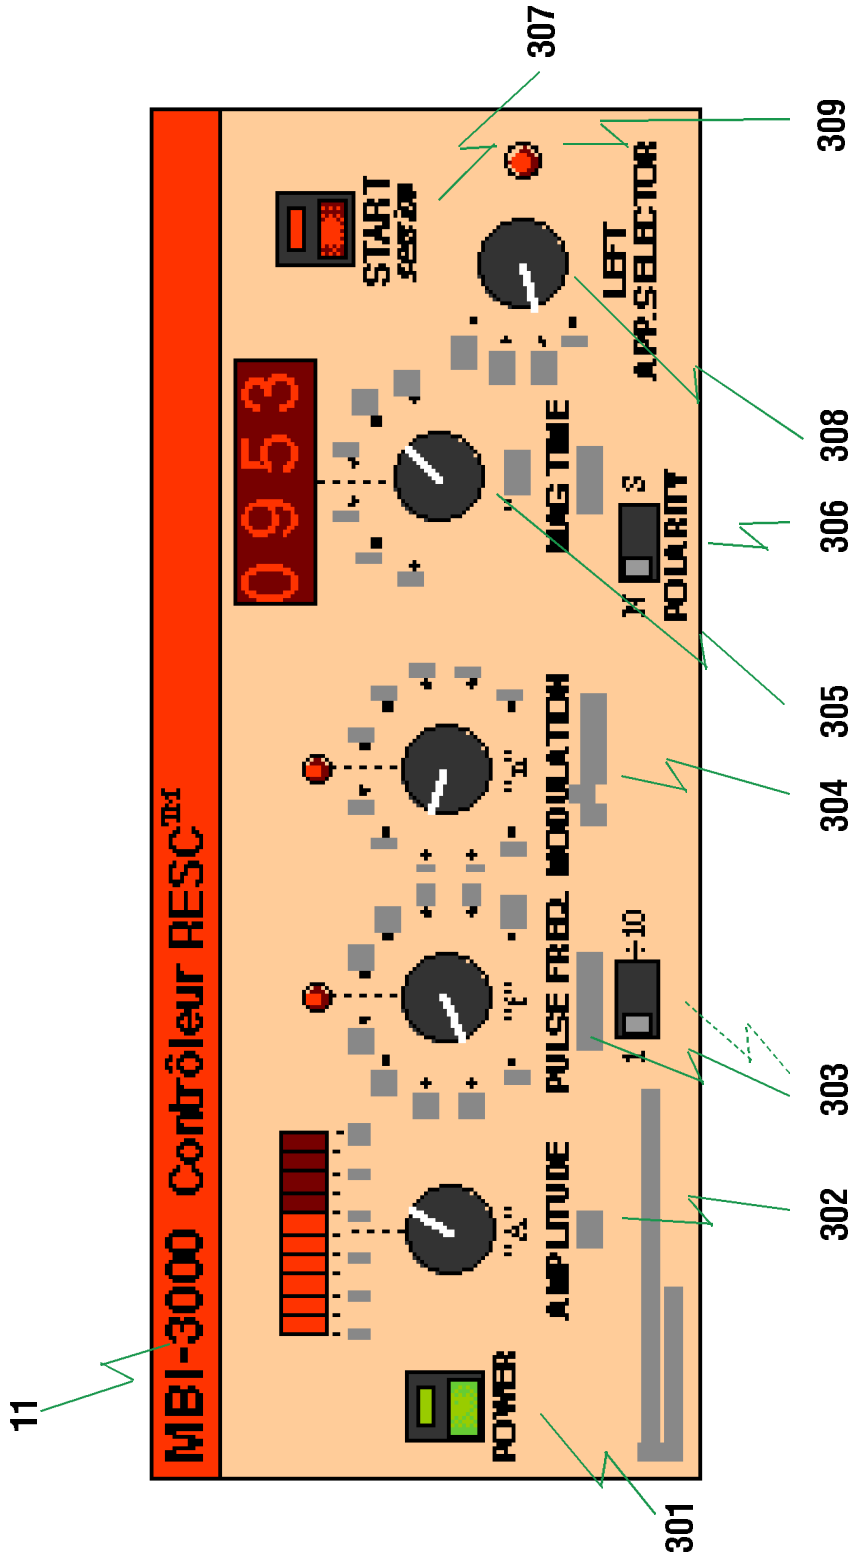 11
MBI-3000 Contrôleur RESC™
0953
START
session
POWER
"A"
"f"
AMPLITUDE
PULSE FREQ.
MODULATION
MAG TIME
LEFT
APP.SELECTOR
1
÷10
N
S
POLARITY
301
302
303
304
305
306
307
308
309